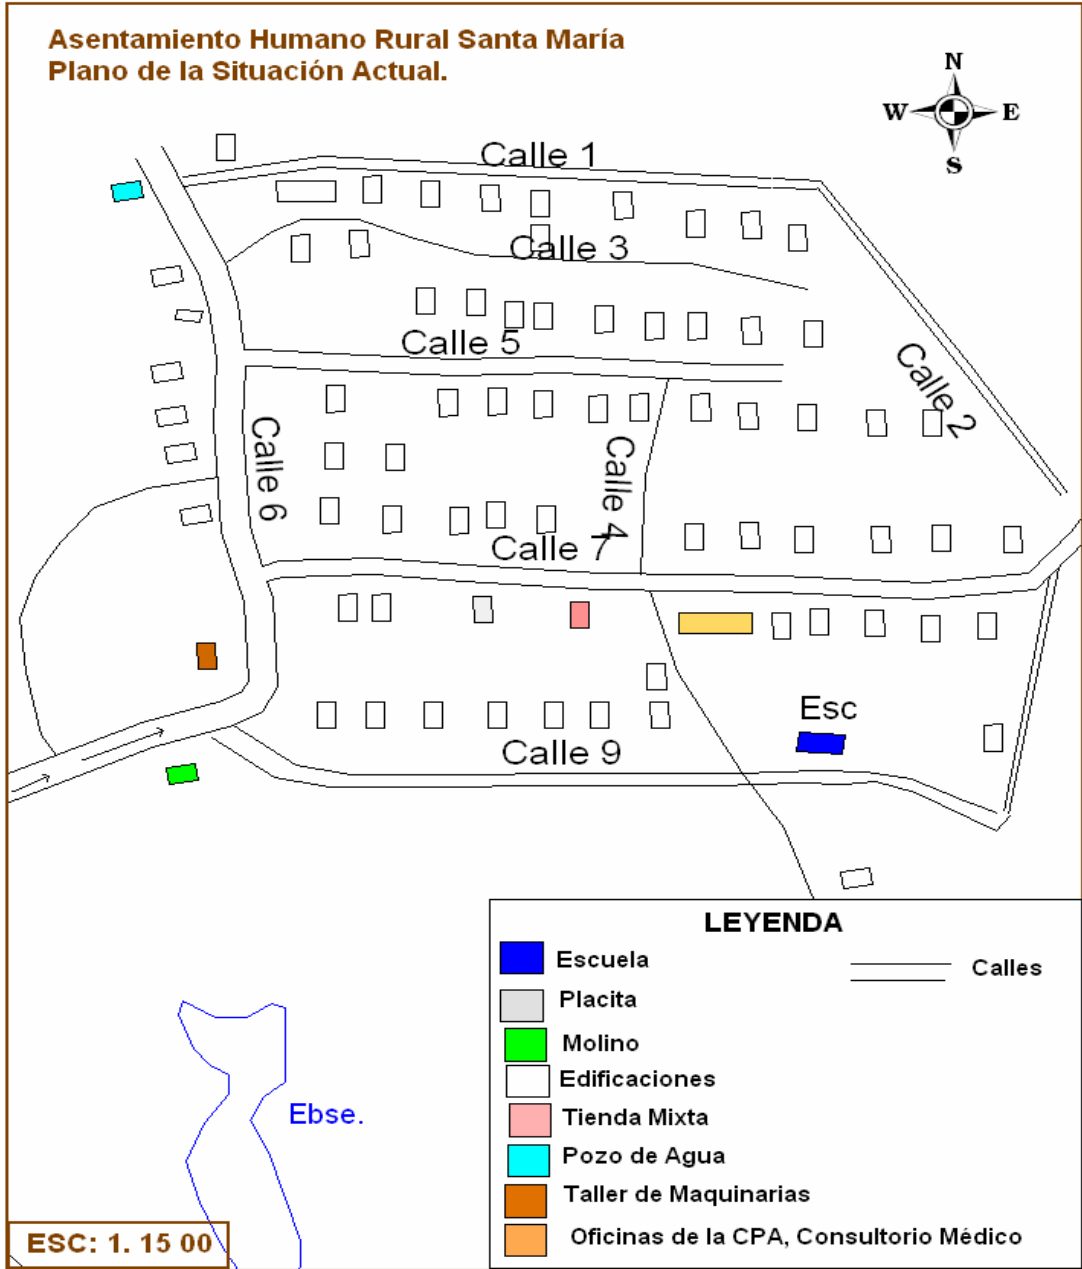 Asentamiento Humano Rural Santa María
Plano de la Situación Actual.
N
W
E
S
Calle 1
Calle 3
Calle 5
Calle 2
Calle 6
Calle 4
Calle 7
Esc
Calle 9
LEYENDA
Escuela
Calles
Placita
Molino
Edificaciones
Tienda Mixta
Pozo de Agua
Taller de Maquinarias
Oficinas de la CPA, Consultorio Médico
Ebse.
ESC: 1. 15 00